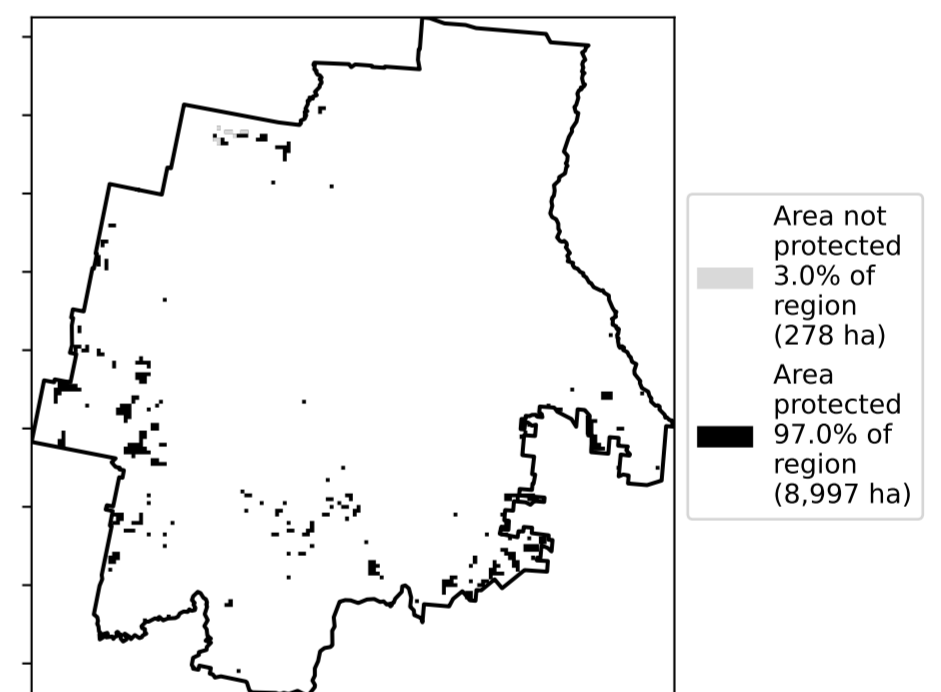 Area not
protected
3.0% of
region
(278 ha)
Area
protected
97.0% of
region
(8,997 ha)